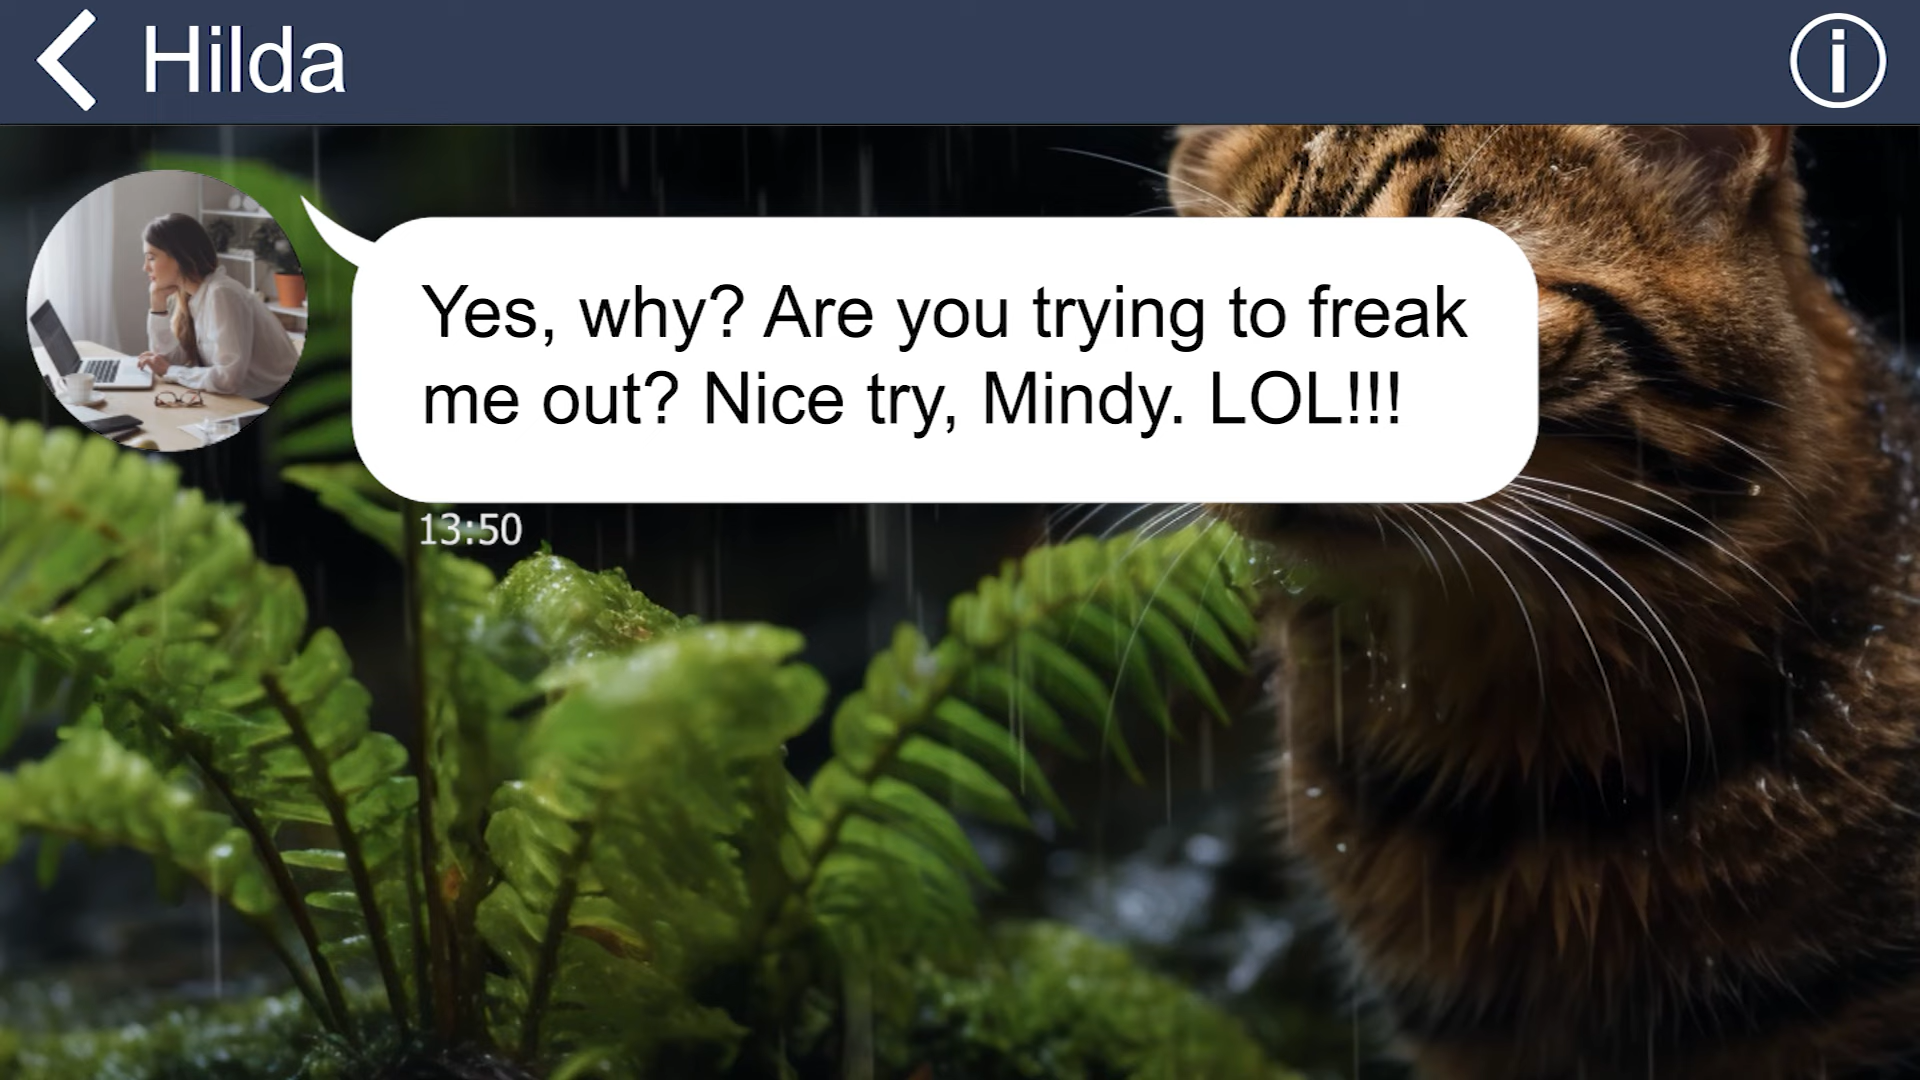 Hilda
Yes, why? Are you trying to freak
me out? Nice try, Mindy. LOL!!!
13:50